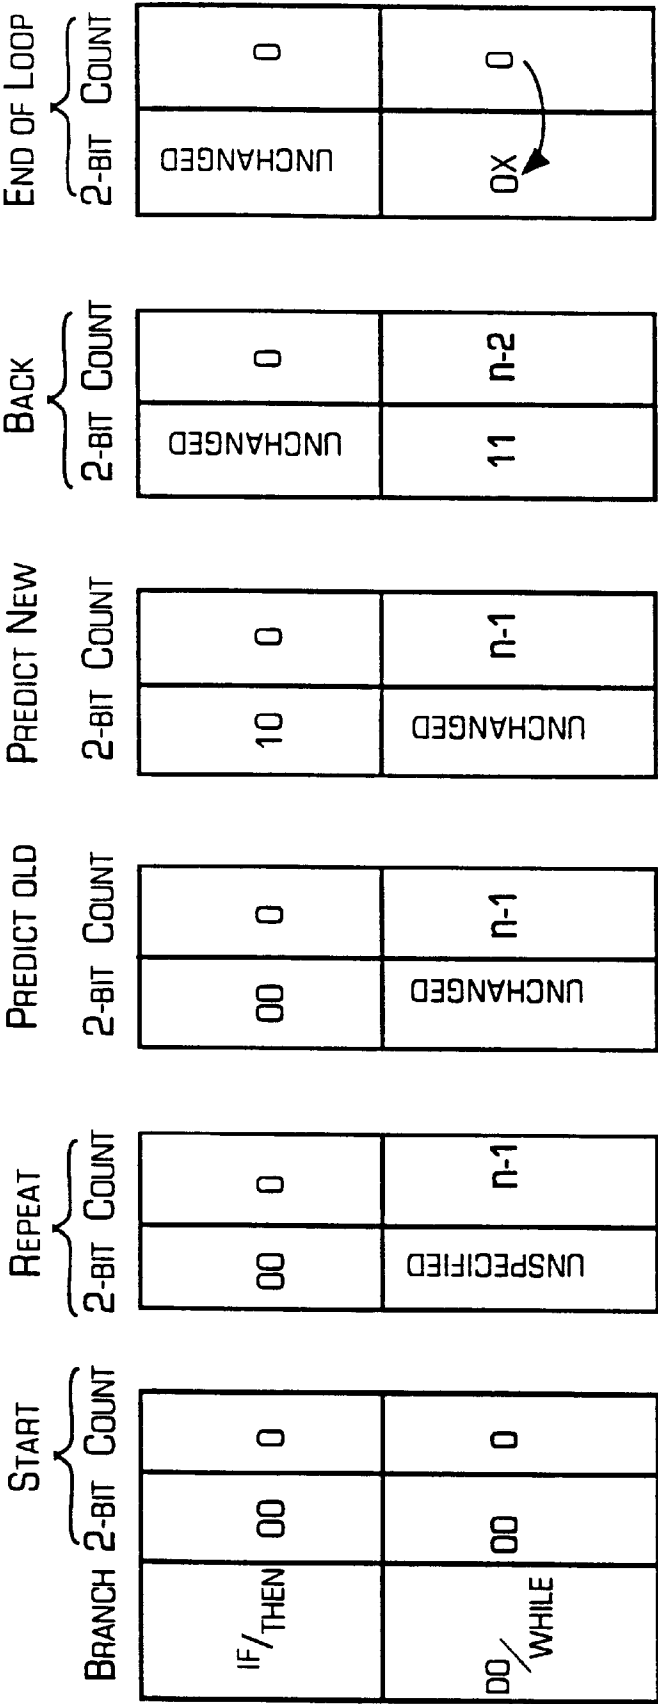 START
REPEAT
PREDICT OLD
PREDICT NEW
BACK
END OF LOOP
BRANCH 2-BIT COUNT 2-BIT COUNT 2-BIT COUNT 2-BIT COUNT 2-BIT COUNT 2-BIT COUNT
IF/THEN 00 0 00 0 00 0 10 0 UNCHANGED 0 UNCHANGED 0
DO/WHILE 00 0 UNSPECIFIED n-1 UNCHANGED n-1 UNCHANGED n-1 11 n-2 0X 0